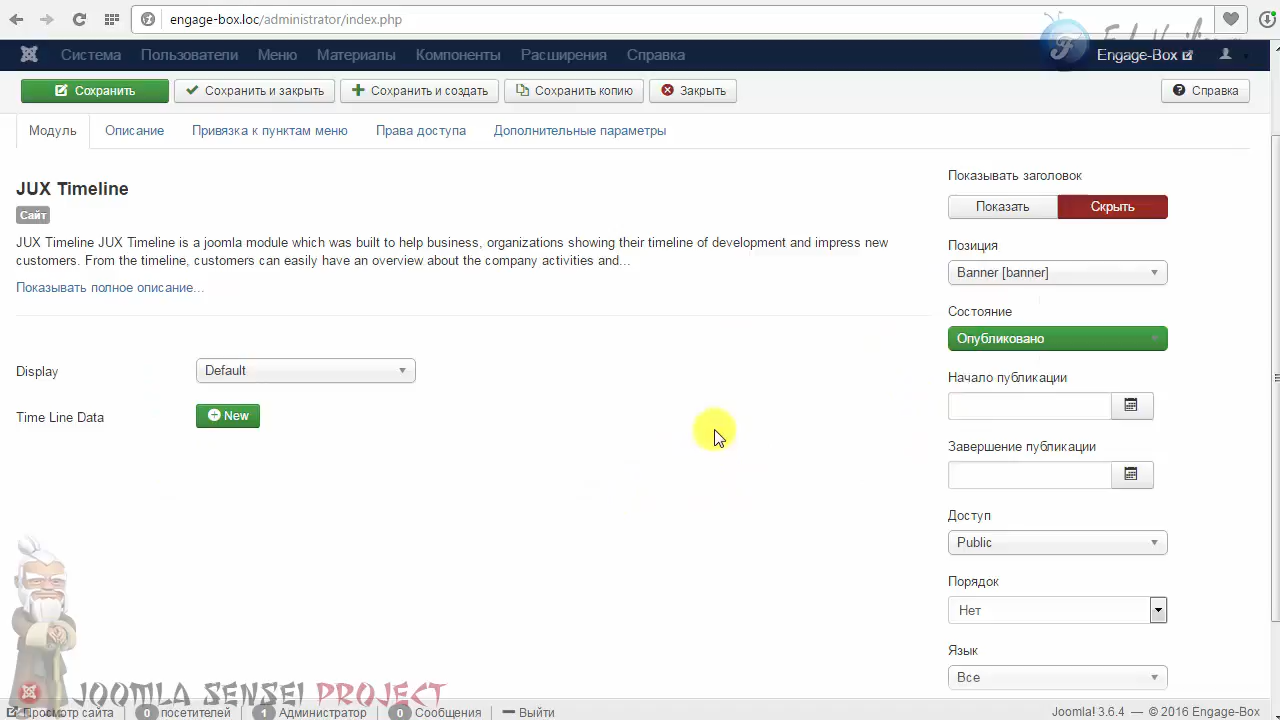 engage-box.loc/administrator/index.php
Система Пользователи Меню Материалы Компоненты Расширения Справка Engage-Box
Сохранить Сохранить и закрыть Сохранить и создать Сохранить копию Закрыть Справка
Модуль Описание Привязка к пунктам меню Права доступа Дополнительные параметры
JUX Timeline
Сайт
JUX Timeline JUX Timeline is a joomla module which was built to help business, organizations showing their timeline of development and impress new
customers. From the timeline, customers can easily have an overview about the company activities and...
Показывать полное описание...
Display Default
Time Line Data New
Показывать заголовок
Показать Скрыть
Позиция
Banner [banner]
Состояние
Опубликовано
Начало публикации
Завершение публикации
Доступ
Public
Порядок
Нет
Язык
Все
JOOMLA SENSEI PROJECT
Просмотр сайта 0 посетителей 1 Администратор 0 Сообщения Выйти Joomla! 3.6.4 — © 2016 Engage-Box